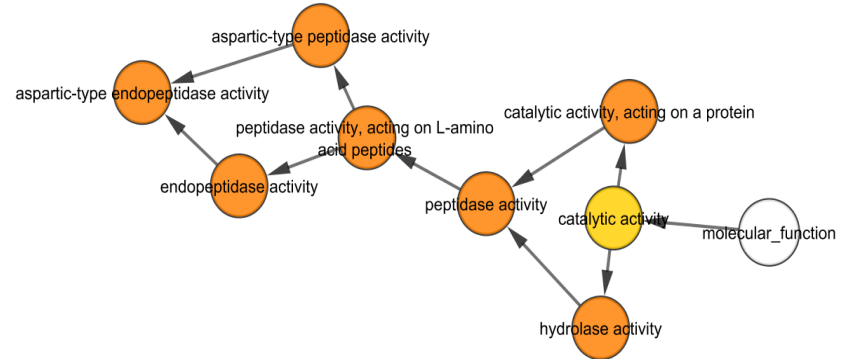 aspartic-type peptidase activity
aspartic-type endopeptidase activity
catalytic activity, acting on a protein
peptidase activity, acting on L-amino
acid peptides
endopeptidase activity
peptidase activity
catalytic activity
molecular_function
hydrolase activity